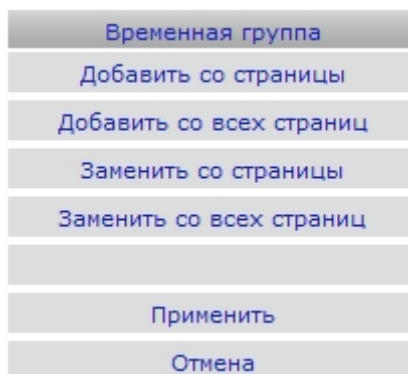 Временная группа
Добавить со страницы
Добавить со всех страниц
Заменить со страницы
Заменить со всех страниц
Применить
Отмена